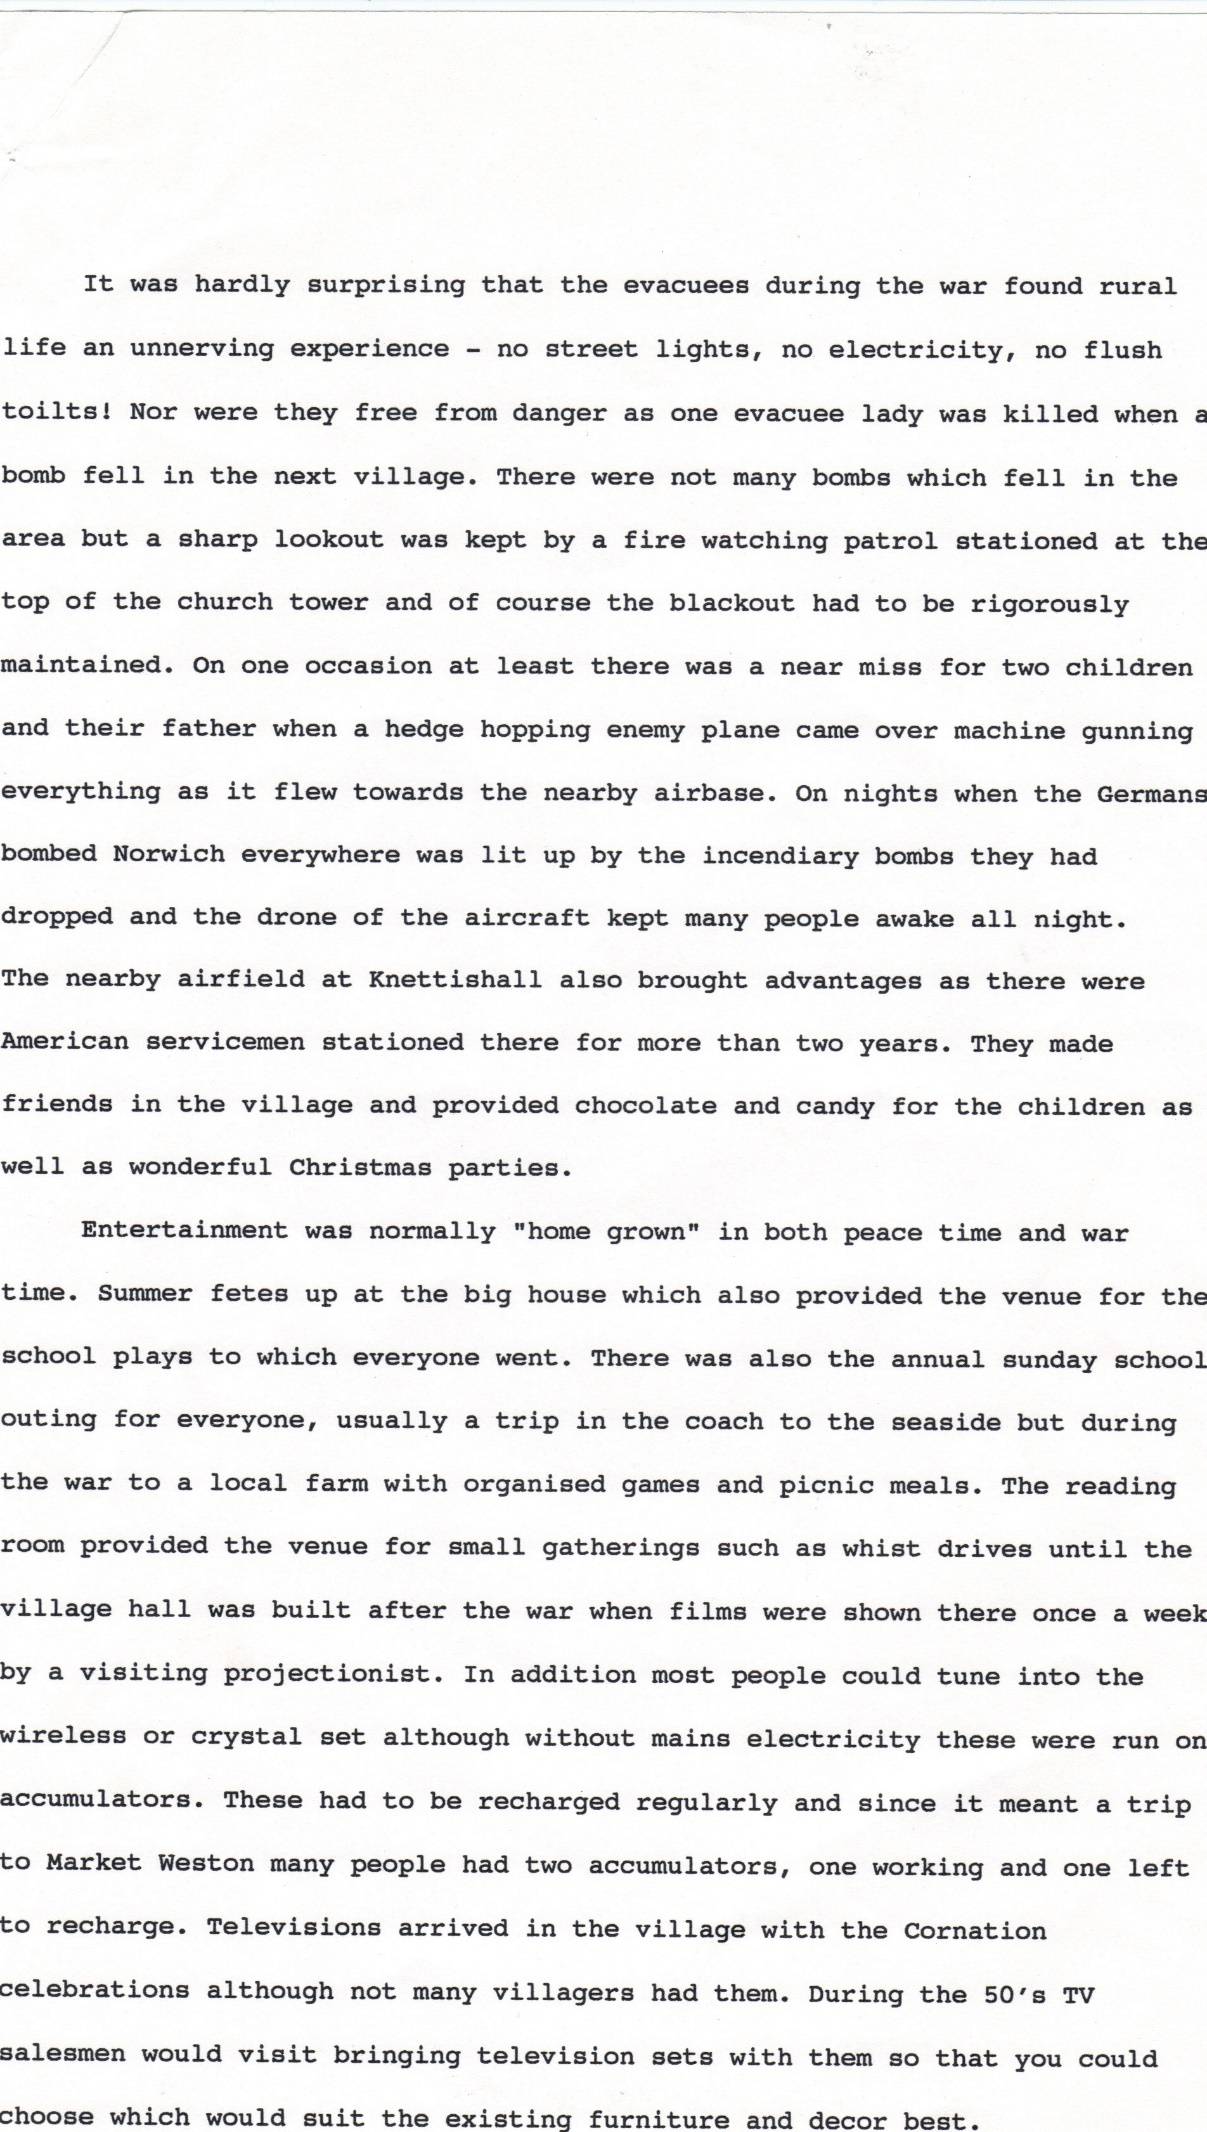 It was hardly surprising that the evacuees during the war found rural
life an unnerving experience - no street lights, no electricity, no flush
toilts! Nor were they free from danger as one evacuee lady was killed when a
bomb fell in the next village. There were not many bombs which fell in the
area but a sharp lookout was kept by a fire watching patrol stationed at the
top of the church tower and of course the blackout had to be rigorously
maintained. On one occasion at least there was a near miss for two children
and their father when a hedge hopping enemy plane came over machine gunning
everything as it flew towards the nearby airbase. On nights when the Germans
bombed Norwich everywhere was lit up by the incendiary bombs they had
dropped and the drone of the aircraft kept many people awake all night.
The nearby airfield at Knettishall also brought advantages as there were
American servicemen stationed there for more than two years. They made
friends in the village and provided chocolate and candy for the children as
well as wonderful Christmas parties.
Entertainment was normally "home grown" in both peace time and war
time. Summer fetes up at the big house which also provided the venue for the
school plays to which everyone went. There was also the annual sunday school
outing for everyone, usually a trip in the coach to the seaside but during
the war to a local farm with organised games and picnic meals. The reading
room provided the venue for small gatherings such as whist drives until the
village hall was built after the war when films were shown there once a week
by a visiting projectionist. In addition most people could tune into the
wireless or crystal set although without mains electricity these were run on
accumulators. These had to be recharged regularly and since it meant a trip
to Market Weston many people had two accumulators, one working and one left
to recharge. Televisions arrived in the village with the Cornation
celebrations although not many villagers had them. During the 50's TV
salesmen would visit bringing television sets with them so that you could
choose which would suit the existing furniture and decor best.